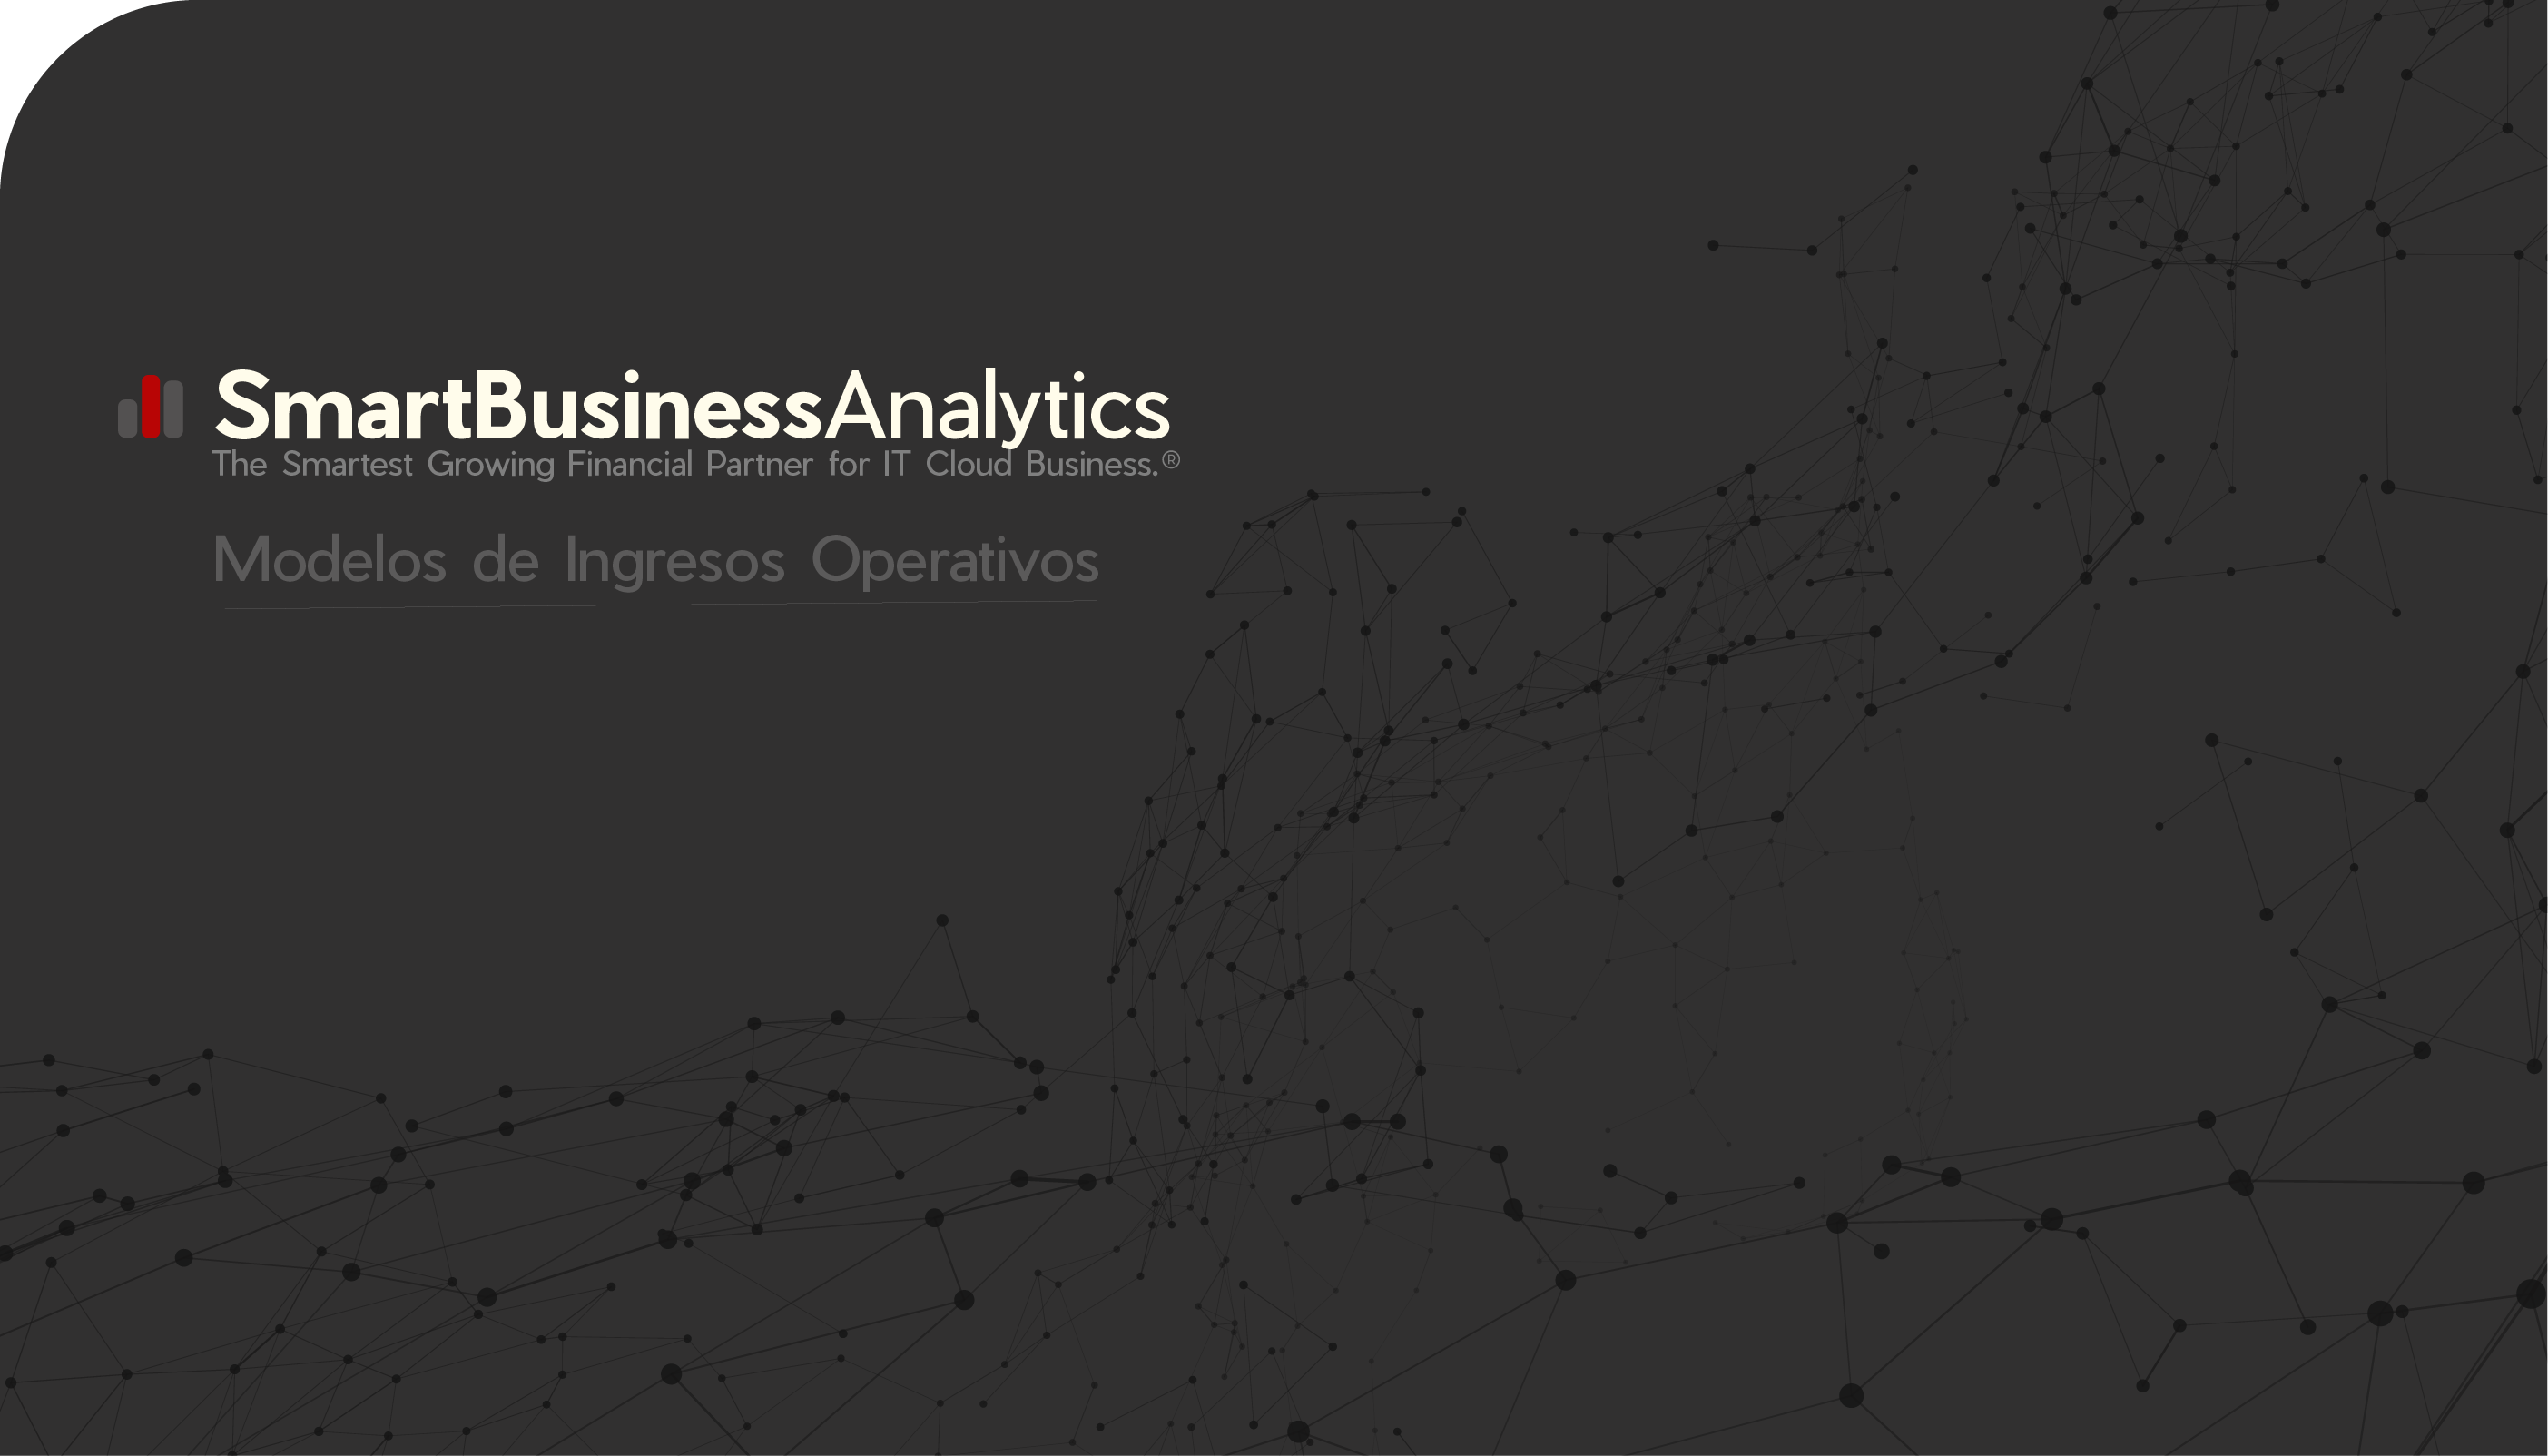 SmartBusinessAnalytics
The Smartest Growing Financial Partner for IT Cloud Business.®
Modelos de Ingresos Operativos